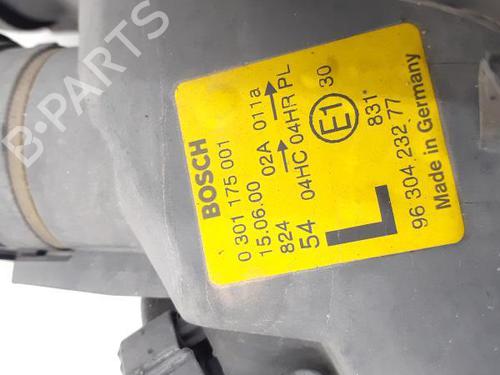 BOSCH
0 301 175 001
15.06.00 02A 011a
824 → →
54 04HC 04HR PL
E1 30
L 831*
96 304 232 77
Made in Germany
B-PARTS